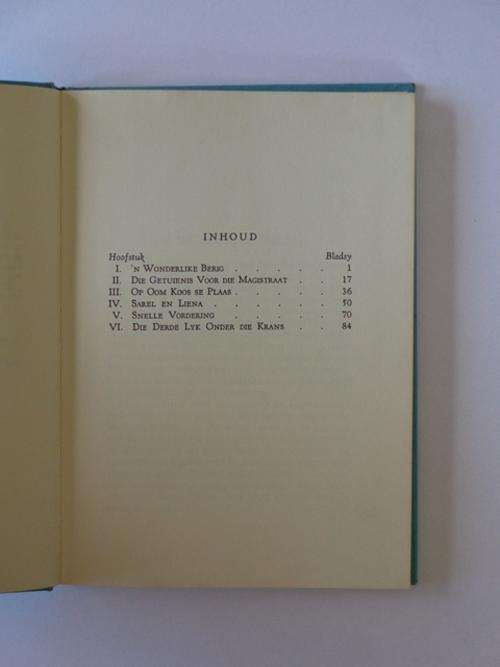 INHOUD
Hoofstuk Bladsy
I. 'N WONDERLIKE BERIG . . . . . 1
II. DIE GETUIENIS VOOR DIE MAGISTRAAT . . 17
III. OP OOM KOOS SE PLAAS . . . . . 36
IV. SAREL EN LIENA . . . . . . 50
V. SNELLE VORDERING . . . . . 70
VI. DIE DERDE LYK ONDER DIE KRANS . . 84